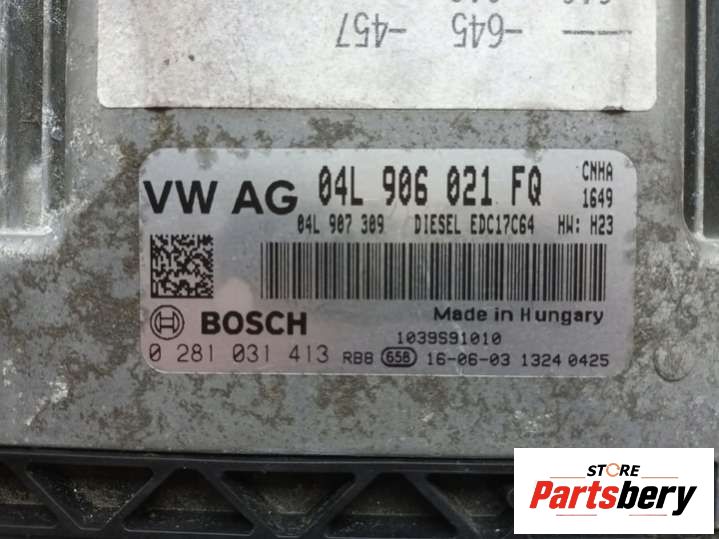 -645
-457
VW AG 04L 906 021 FQ CNHA
1649
04L 907 309 DIESEL EDC17C64 HW: H23
Made in Hungary
BOSCH
1039S91010
0 281 031 413 RBB 658 16-06-03 1324 0425
STORE
Partsbery